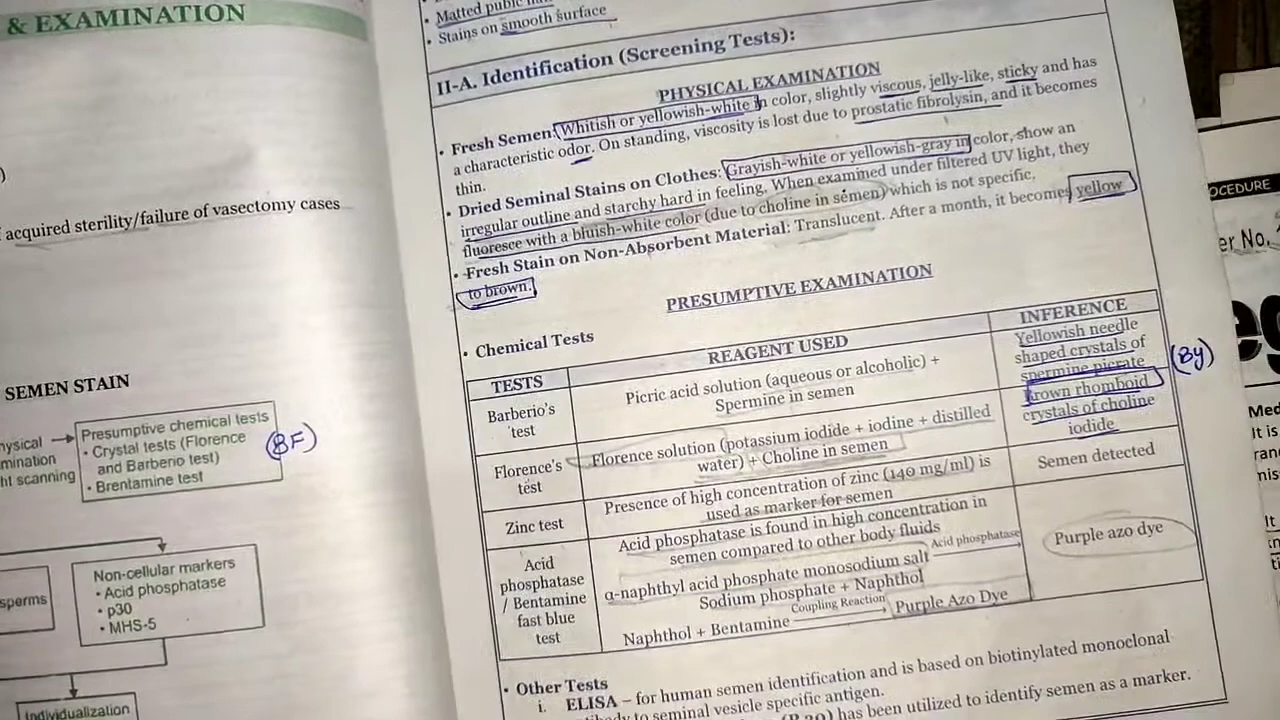 & EXAMINATION
)
acquired sterility/failure of vasectomy cases
SEMEN STAIN
Presumptive chemical tests
• Crystal tests (Florence
and Barberio test)
• Brentamine test
(BF)
sperms
Non-cellular markers
• Acid phosphatase
• p30
• MHS-5
Individualization
• Matted pubic
• Stains on smooth surface
II-A. Identification (Screening Tests):
PHYSICAL EXAMINATION
• Fresh Semen: Whitish or yellowish-white in color, slightly viscous, jelly-like, sticky and has
a characteristic odor. On standing, viscosity is lost due to prostatic fibrolysin, and it becomes
thin.
• Dried Seminal Stains on Clothes: Grayish-white or yellowish-gray in color, show an
irregular outline and starchy hard in feeling. When examined under filtered UV light, they
fluoresce with a bluish-white color (due to choline in semen) which is not specific.
• Fresh Stain on Non-Absorbent Material: Translucent. After a month, it becomes yellow
to brown.
PRESUMPTIVE EXAMINATION
• Chemical Tests
TESTS
REAGENT USED
INFERENCE
Barberio's
test
Picric acid solution (aqueous or alcoholic) +
Spermine in semen
Yellowish needle
shaped crystals of
spermine picrate
(By)
Florence's
test
Florence solution (potassium iodide + iodine + distilled
water) + Choline in semen
Brown rhomboid
crystals of choline
iodide
Zinc test
Presence of high concentration of zinc (140 mg/ml) is
used as marker for semen
Semen detected
Acid
phosphatase
/ Bentamine
fast blue
test
Acid phosphatase is found in high concentration in
semen compared to other body fluids
α-naphthyl acid phosphate monosodium salt Acid phosphatase
Sodium phosphate + Naphthol
Naphthol + Bentamine Coupling Reaction Purple Azo Dye
Purple azo dye
• Other Tests
i. ELISA – for human semen identification and is based on biotinylated monoclonal
to seminal vesicle specific antigen.
has been utilized to identify semen as a marker.
OCEDURE
er No.
Med
It is
It